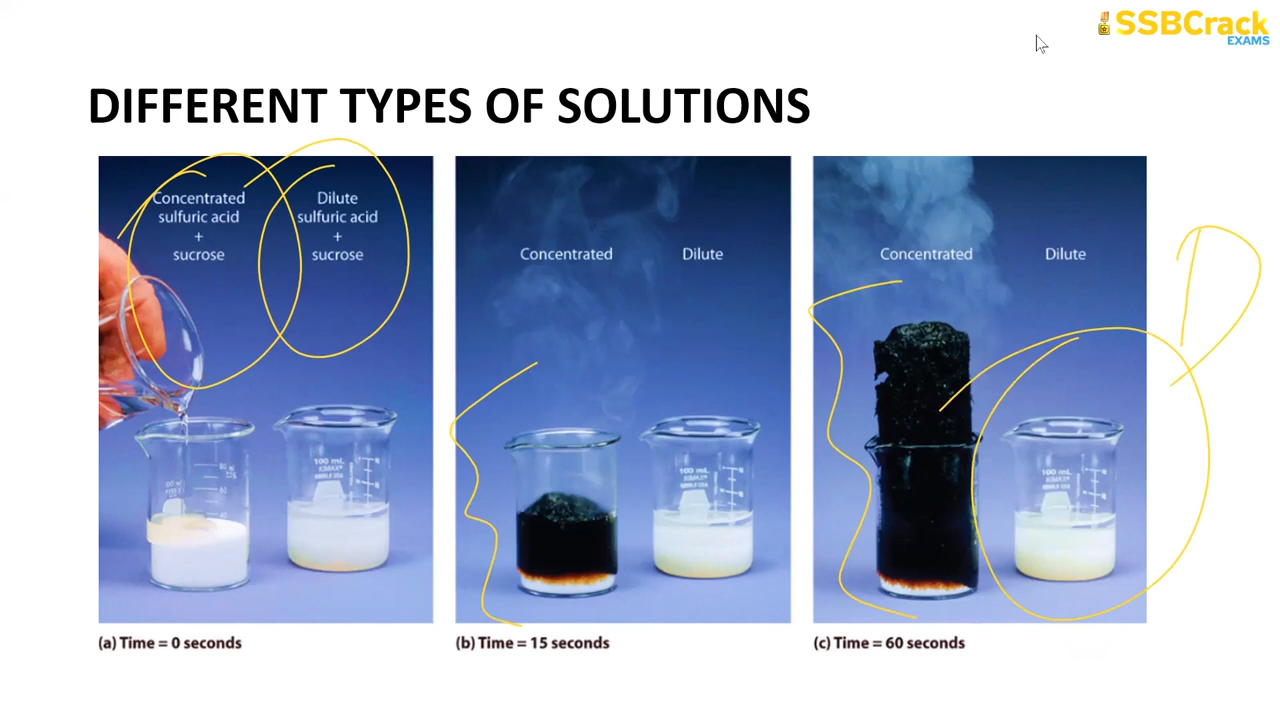 SSBCrack
EXAMS
DIFFERENT TYPES OF SOLUTIONS
Concentrated
sulfuric acid
+
sucrose
Dilute
sulfuric acid
+
sucrose
Concentrated
Dilute
Concentrated
Dilute
(a) Time = 0 seconds
(b) Time = 15 seconds
(c) Time = 60 seconds